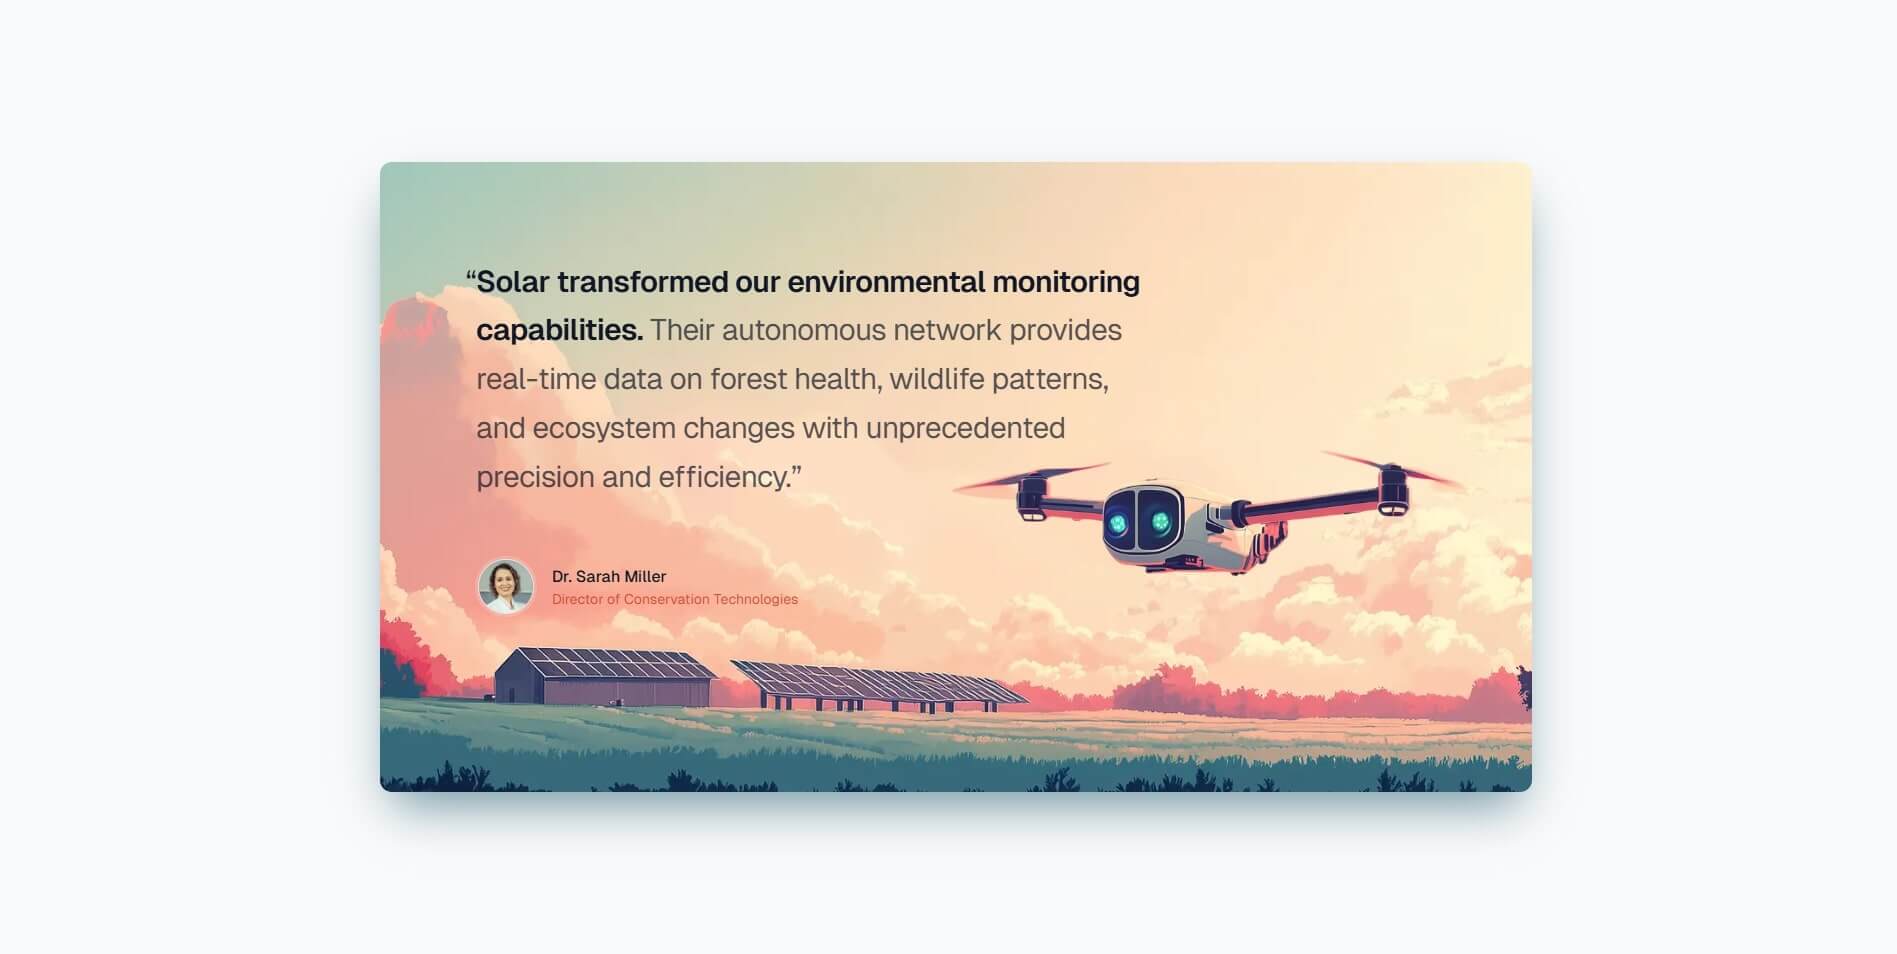 “Solar transformed our environmental monitoring
capabilities. Their autonomous network provides
real-time data on forest health, wildlife patterns,
and ecosystem changes with unprecedented
precision and efficiency.”
Dr. Sarah Miller
Director of Conservation Technologies